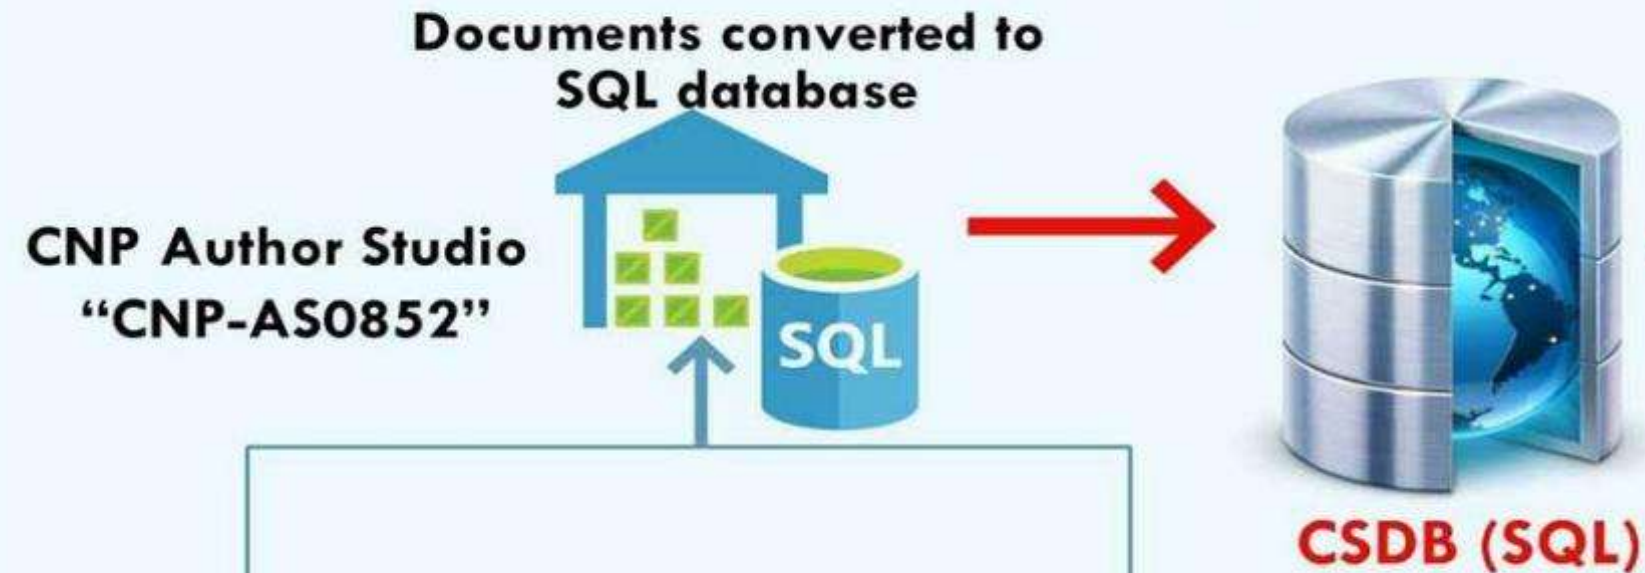 Documents converted to
SQL database
CNP Author Studio
“CNP-AS0852”
SQL
CSDB (SQL)